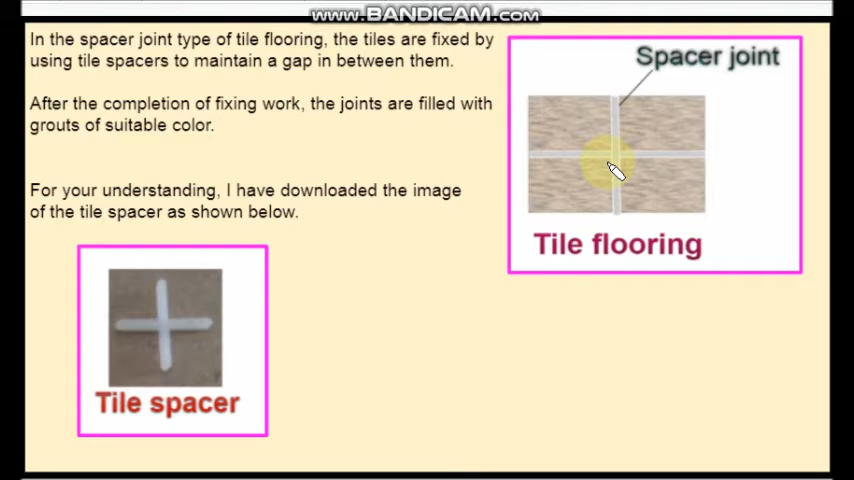 www.BANDICAM.com
In the spacer joint type of tile flooring, the tiles are fixed by
using tile spacers to maintain a gap in between them.
After the completion of fixing work, the joints are filled with
grouts of suitable color.
For your understanding, I have downloaded the image
of the tile spacer as shown below.
Spacer joint
Tile flooring
Tile spacer